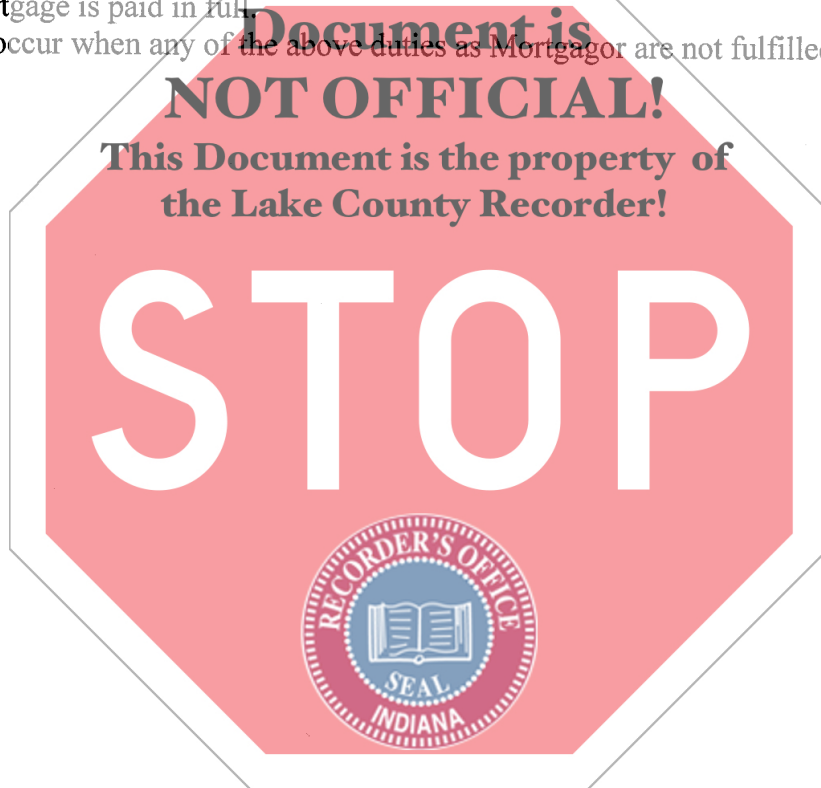 tgage is paid in full.
Document is
occur when any of the above duties as Mortgagor are not fulfilled
NOT OFFICIAL!
This Document is the property of
the Lake County Recorder!
STOP
RECORDER'S OFFICE
SEAL
INDIANA